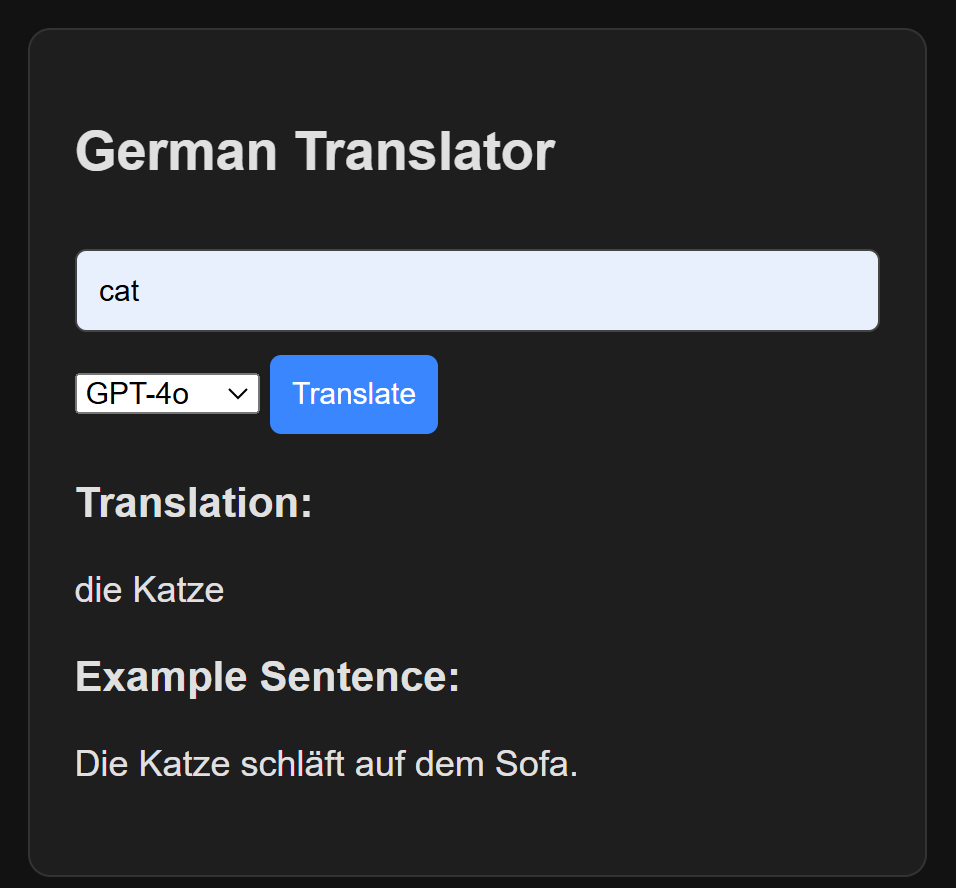 German Translator
cat
GPT-4o
Translate
Translation:
die Katze
Example Sentence:
Die Katze schläft auf dem Sofa.